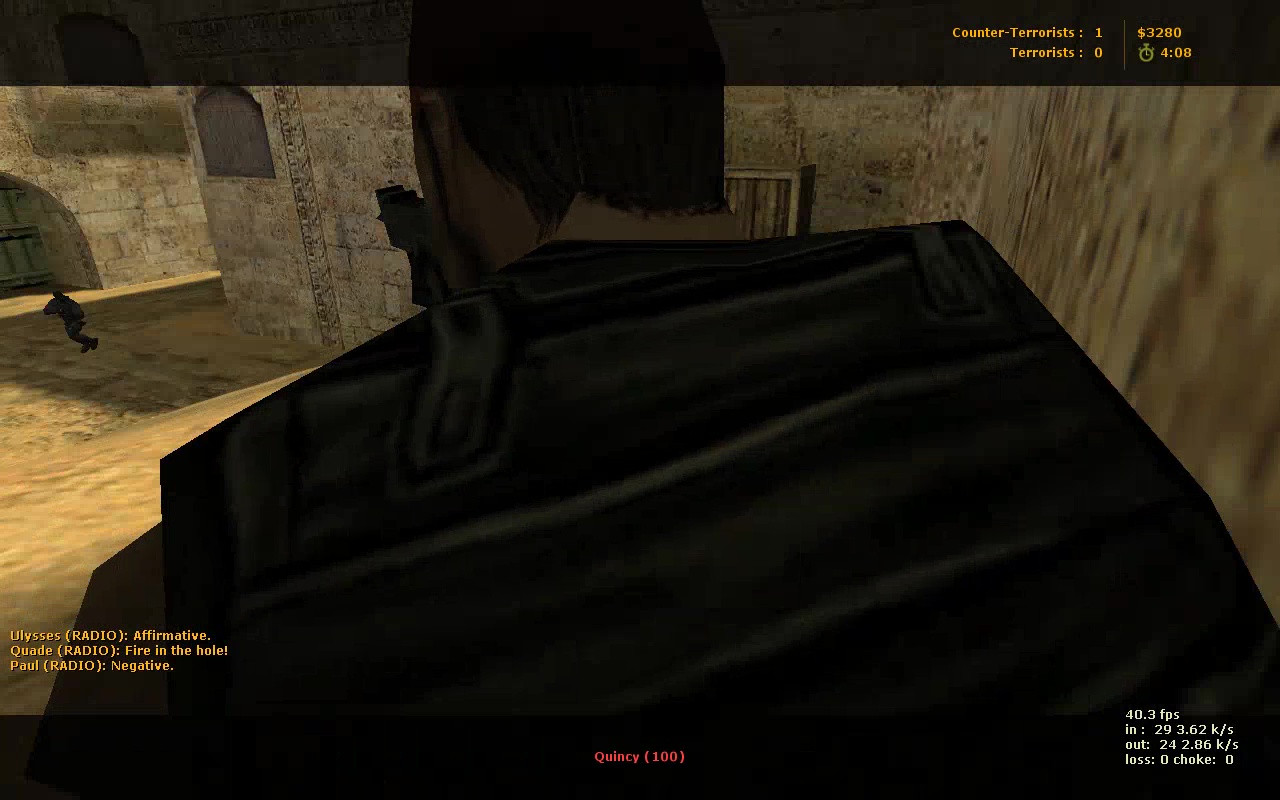 Counter-Terrorists : 1 $3280
Terrorists : 0 4:08
Ulysses (RADIO): Affirmative.
Quade (RADIO): Fire in the hole!
Paul (RADIO): Negative.
40.3 fps
in : 29 3.62 k/s
out: 24 2.86 k/s
loss: 0 choke: 0
Quincy (100)